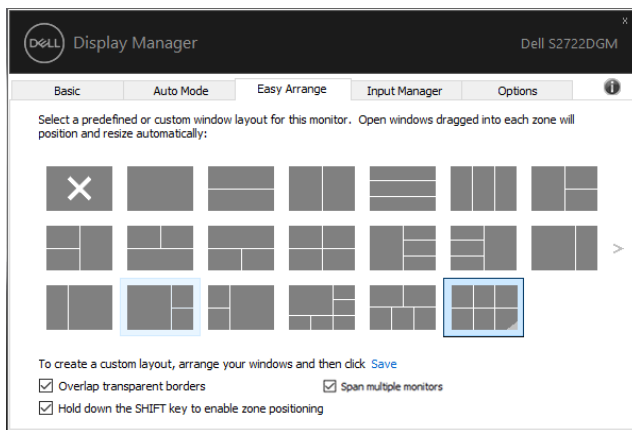 x
DELL Display Manager Dell S2722DGM
Basic Auto Mode Easy Arrange Input Manager Options i
Select a predefined or custom window layout for this monitor. Open windows dragged into each zone will
position and resize automatically:
>
To create a custom layout, arrange your windows and then click Save
Overlap transparent borders Span multiple monitors
Hold down the SHIFT key to enable zone positioning